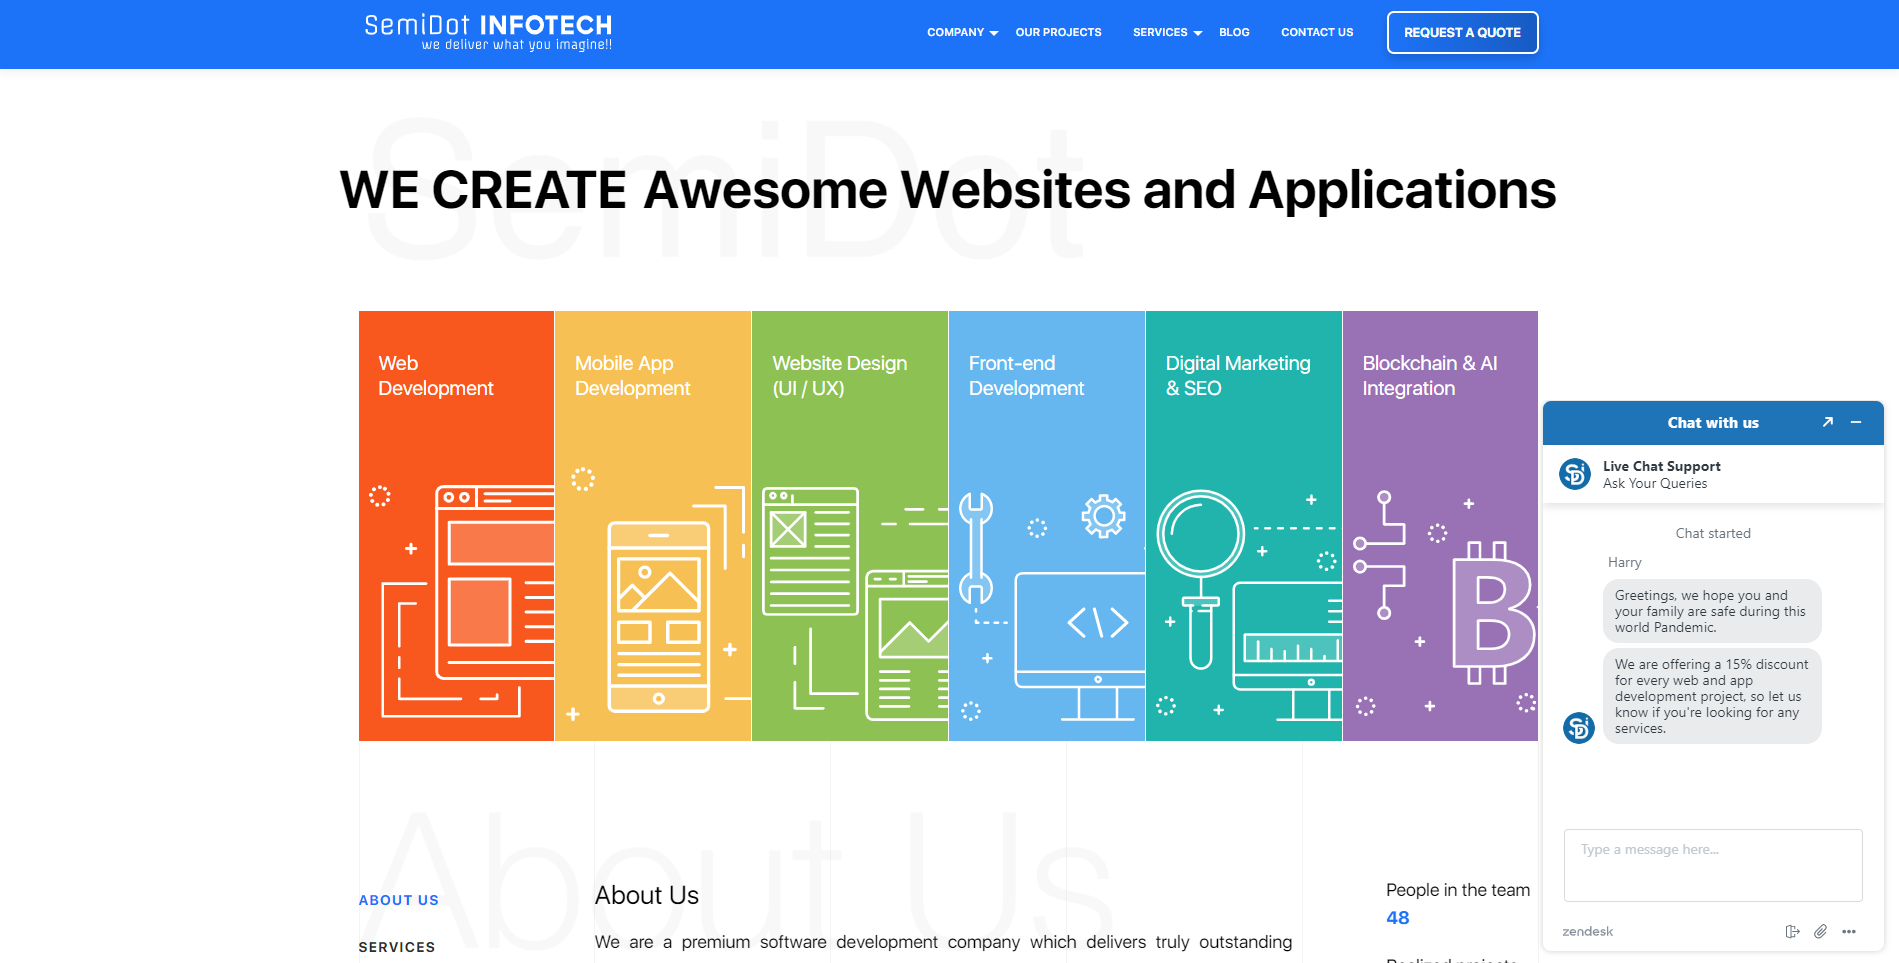 SemiDot INFOTECH
we deliver what you imagine!!
COMPANY
OUR PROJECTS
SERVICES
BLOG
CONTACT US
REQUEST A QUOTE
SemiDot
WE CREATE Awesome Websites and Applications
Web
Development
Mobile App
Development
Website Design
(UI / UX)
Front-end
Development
Digital Marketing
& SEO
Blockchain & AI
Integration
About Us
ABOUT US
SERVICES
About Us
We are a premium software development company which delivers truly outstanding
People in the team
48
Realized projects
Chat with us
Live Chat Support
Ask Your Queries
Chat started
Harry
Greetings, we hope you and
your family are safe during this
world Pandemic.
We are offering a 15% discount
for every web and app
development project, so let us
know if you're looking for any
services.
Type a message here...
zendesk